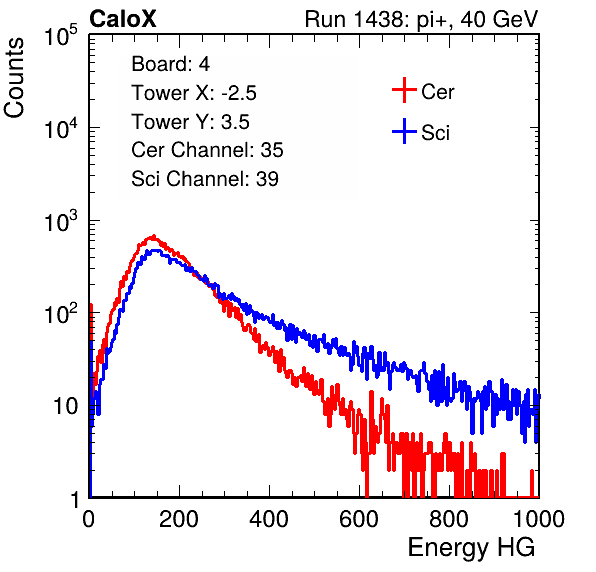 CaloX Run 1438: pi+, 40 GeV
Counts
10^5
10^4
10^3
10^2
10
1
Board: 4
Tower X: -2.5
Tower Y: 3.5
Cer Channel: 35
Sci Channel: 39
Cer
Sci
0 200 400 600 800 1000
Energy HG